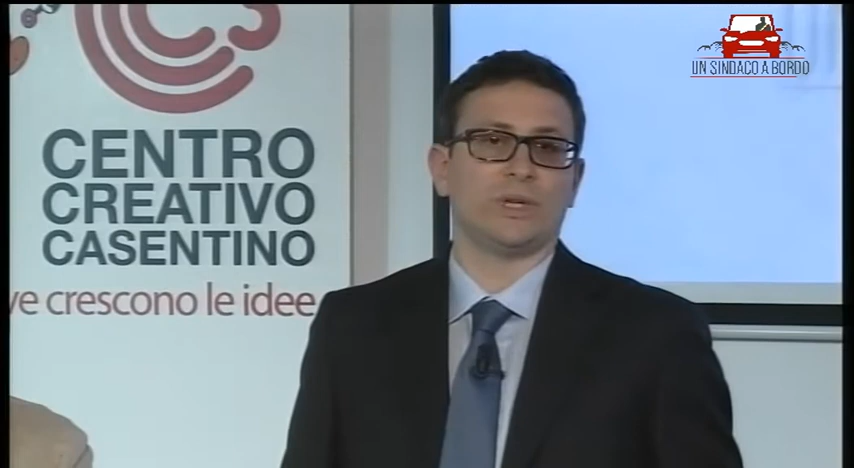 UN SINDACO A BORDO
CENTRO
CREATIVO
CASENTINO
ve crescono le idee